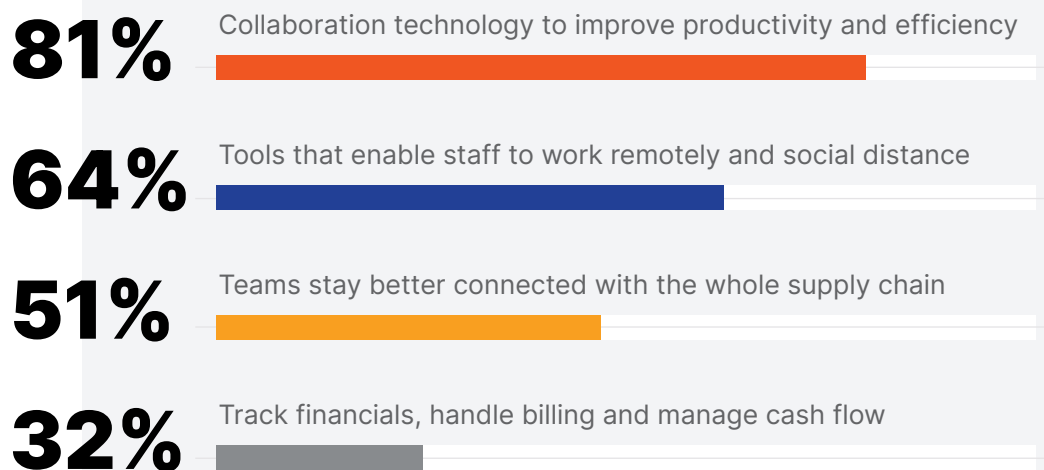 81%
Collaboration technology to improve productivity and efficiency
64%
Tools that enable staff to work remotely and social distance
51%
Teams stay better connected with the whole supply chain
32%
Track financials, handle billing and manage cash flow